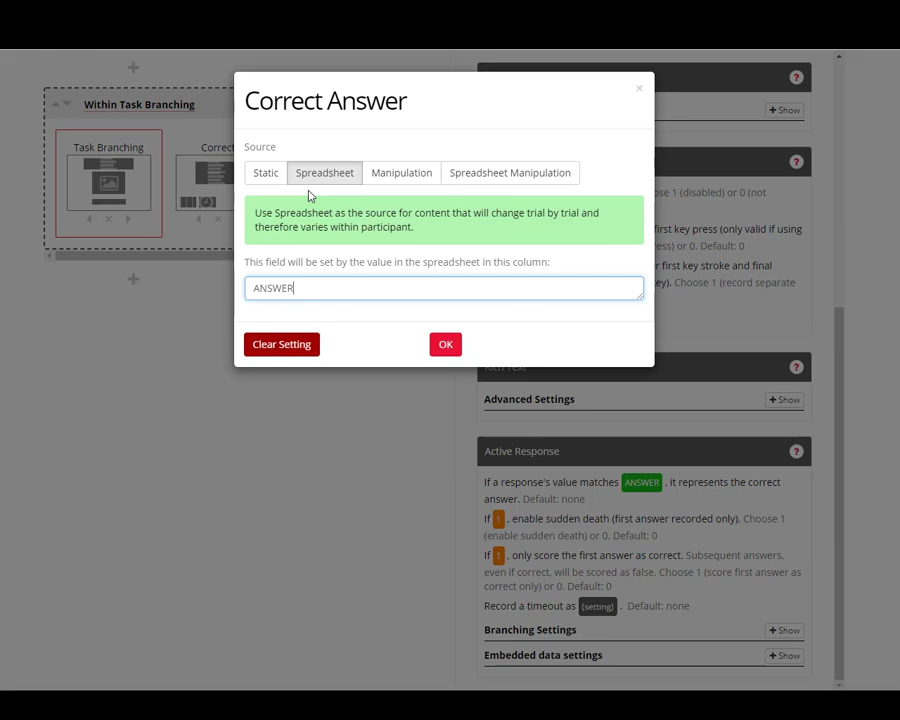 Within Task Branching
Task Branching
Correct
Correct Answer
×
Source
Static
Spreadsheet
Manipulation
Spreadsheet Manipulation
Use Spreadsheet as the source for content that will change trial by trial and
therefore varies within participant.
This field will be set by the value in the spreadsheet in this column:
ANSWER
Clear Setting
OK
?
+ Show
?
ose 1 (disabled) or 0 (not
first key press (only valid if using
ress) or 0. Default: 0
r first key stroke and final
key). Choose 1 (record separate
Rich Text
?
Advanced Settings
+ Show
Active Response
?
If a response's value matches ANSWER , it represents the correct
answer. Default: none
If 1 , enable sudden death (first answer recorded only). Choose 1
(enable sudden death) or 0. Default: 0
If 1 , only score the first answer as correct. Subsequent answers,
even if correct, will be scored as false. Choose 1 (score first answer as
correct only) or 0. Default: 0
Record a timeout as (setting) . Default: none
Branching Settings
+ Show
Embedded data settings
+ Show